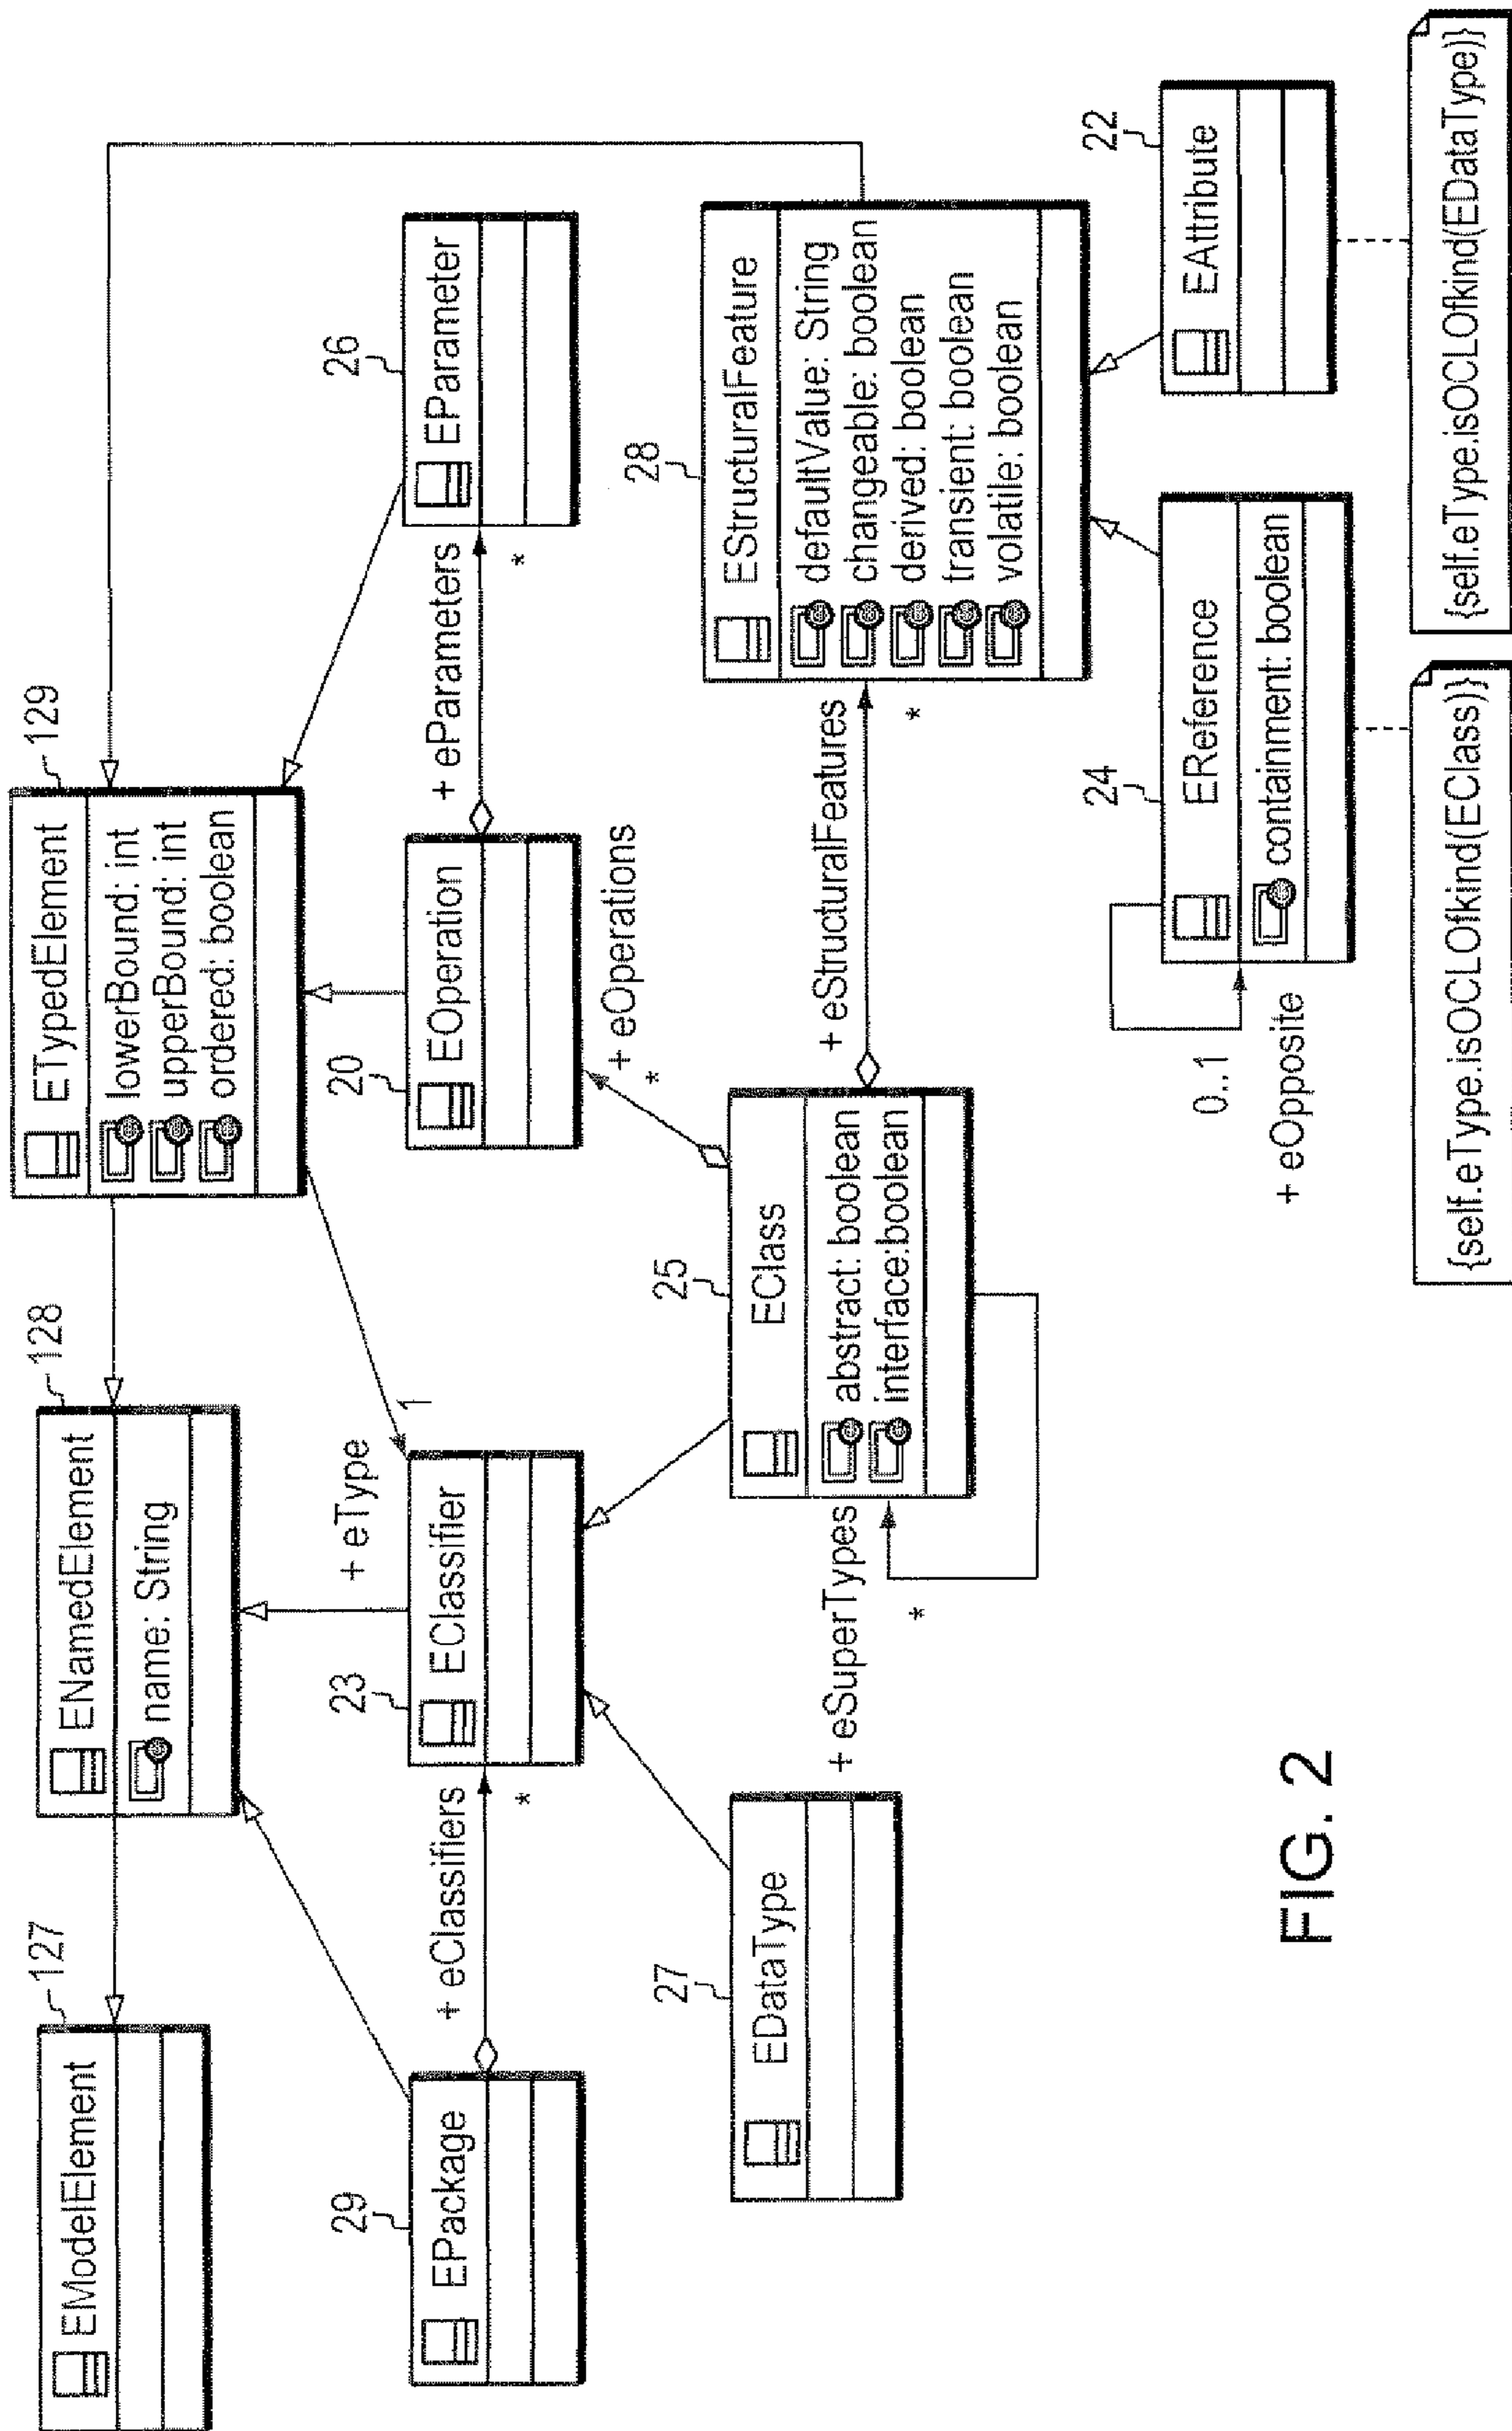 127
EModelElement
128
ENamedElement
name: String
129
ETypedElement
lowerBound: int
upperBound: int
ordered: boolean
29
EPackage
+ eClassifiers
*
23
EClassifier
+ eType
1
20
EOperation
+ eParameters
*
26
EParameter
+ eOperations
*
27
EDataType
+ eSuperTypes
*
25
EClass
abstract: boolean
interface:boolean
+ eStructuralFeatures
*
28
EStructuralFeature
defaultValue: String
changeable: boolean
derived: boolean
transient: boolean
volatile: boolean
0..1
+ eOpposite
24
EReference
containment: boolean
22
EAttribute
{self.eType.isOCLOfkind(EClass)}
{self.eType.isOCLOfkind(EDataType)}
FIG. 2